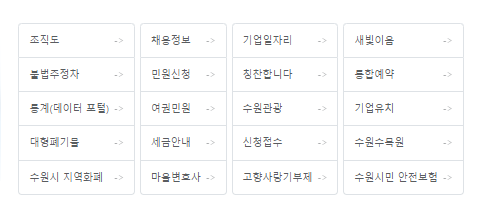 조직도 -> 채용정보 -> 기업일자리 -> 새빛이음 ->
불법주정차 -> 민원신청 -> 칭찬합니다 -> 통합예약 ->
통계(데이터 포털) -> 여권민원 -> 수원관광 -> 기업유치 ->
대형폐기물 -> 세금안내 -> 신청접수 -> 수원수목원 ->
수원시 지역화폐 -> 마을변호사 -> 고향사랑기부제 -> 수원시민 안전보험 ->